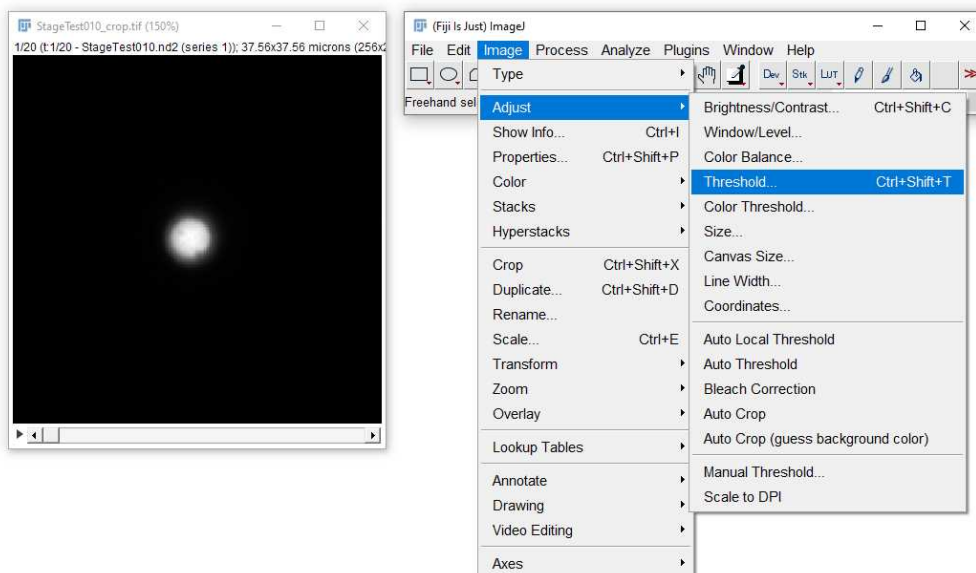 StageTest010_crop.tif (150%)
1/20 (t:1/20 - StageTest010.nd2 (series 1)); 37.56x37.56 microns (256x2
(Fiji Is Just) ImageJ
File Edit Image Process Analyze Plugins Window Help
Dev Stk LUT
Freehand sel
Type
Adjust
Show Info... Ctrl+I
Properties... Ctrl+Shift+P
Color
Stacks
Hyperstacks
Crop Ctrl+Shift+X
Duplicate... Ctrl+Shift+D
Rename...
Scale... Ctrl+E
Transform
Zoom
Overlay
Lookup Tables
Annotate
Drawing
Video Editing
Axes
Brightness/Contrast... Ctrl+Shift+C
Window/Level...
Color Balance...
Threshold... Ctrl+Shift+T
Color Threshold...
Size...
Canvas Size...
Line Width...
Coordinates...
Auto Local Threshold
Auto Threshold
Bleach Correction
Auto Crop
Auto Crop (guess background color)
Manual Threshold...
Scale to DPI